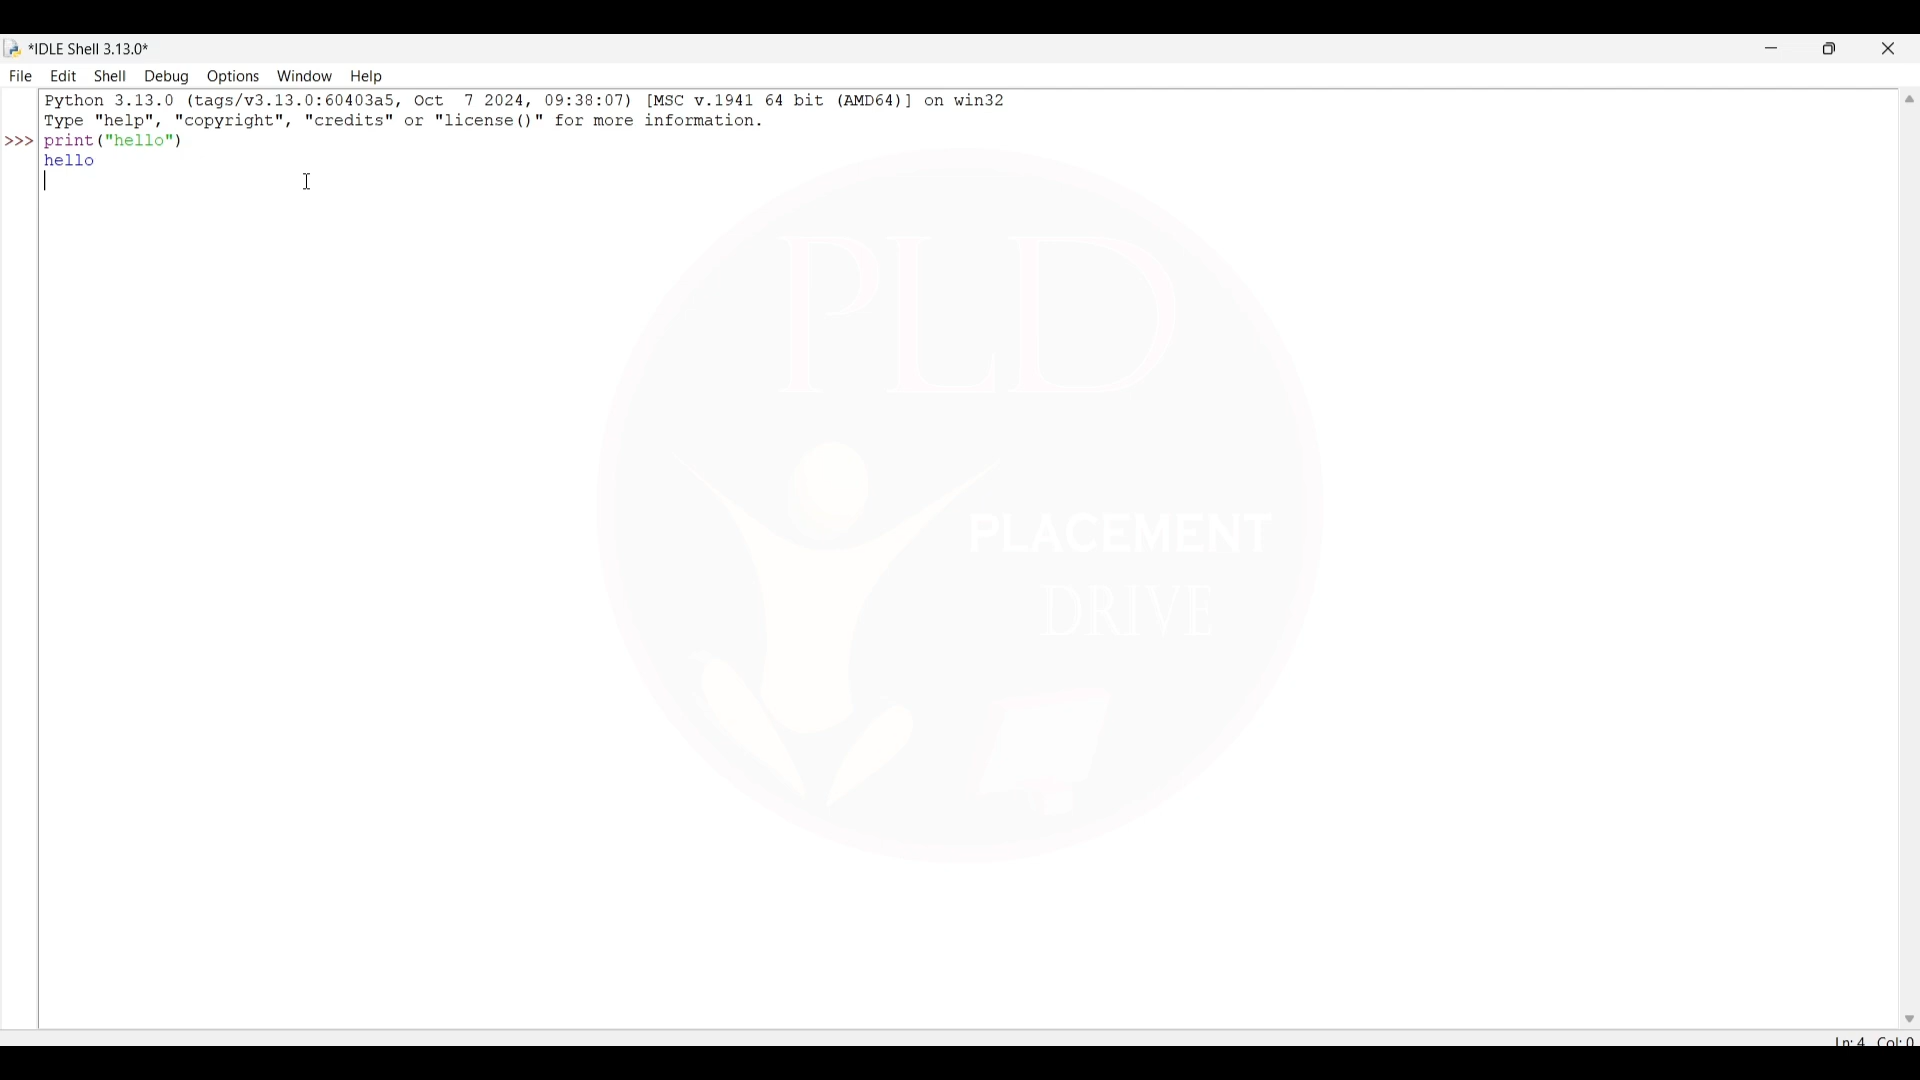 *IDLE Shell 3.13.0*
File Edit Shell Debug Options Window Help
Python 3.13.0 (tags/v3.13.0:60403a5, Oct  7 2024, 09:38:07) [MSC v.1941 64 bit (AMD64)] on win32
Type "help", "copyright", "credits" or "license()" for more information.
>>> print("hello")
hello
PLD
PLACEMENT
DRIVE
Ln: 4 Col: 0